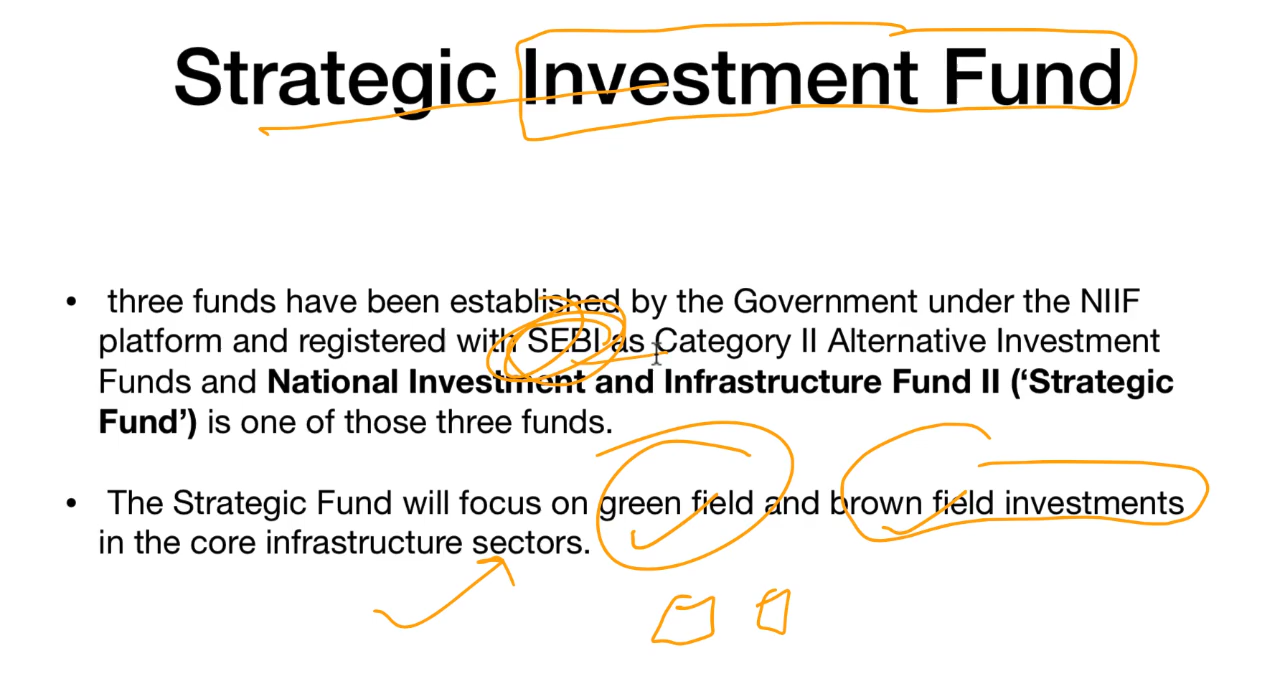 Strategic Investment Fund
• three funds have been established by the Government under the NIIF
platform and registered with SEBI as Category II Alternative Investment
Funds and National Investment and Infrastructure Fund II (‘Strategic
Fund’) is one of those three funds.
• The Strategic Fund will focus on green field and brown field investments
in the core infrastructure sectors.